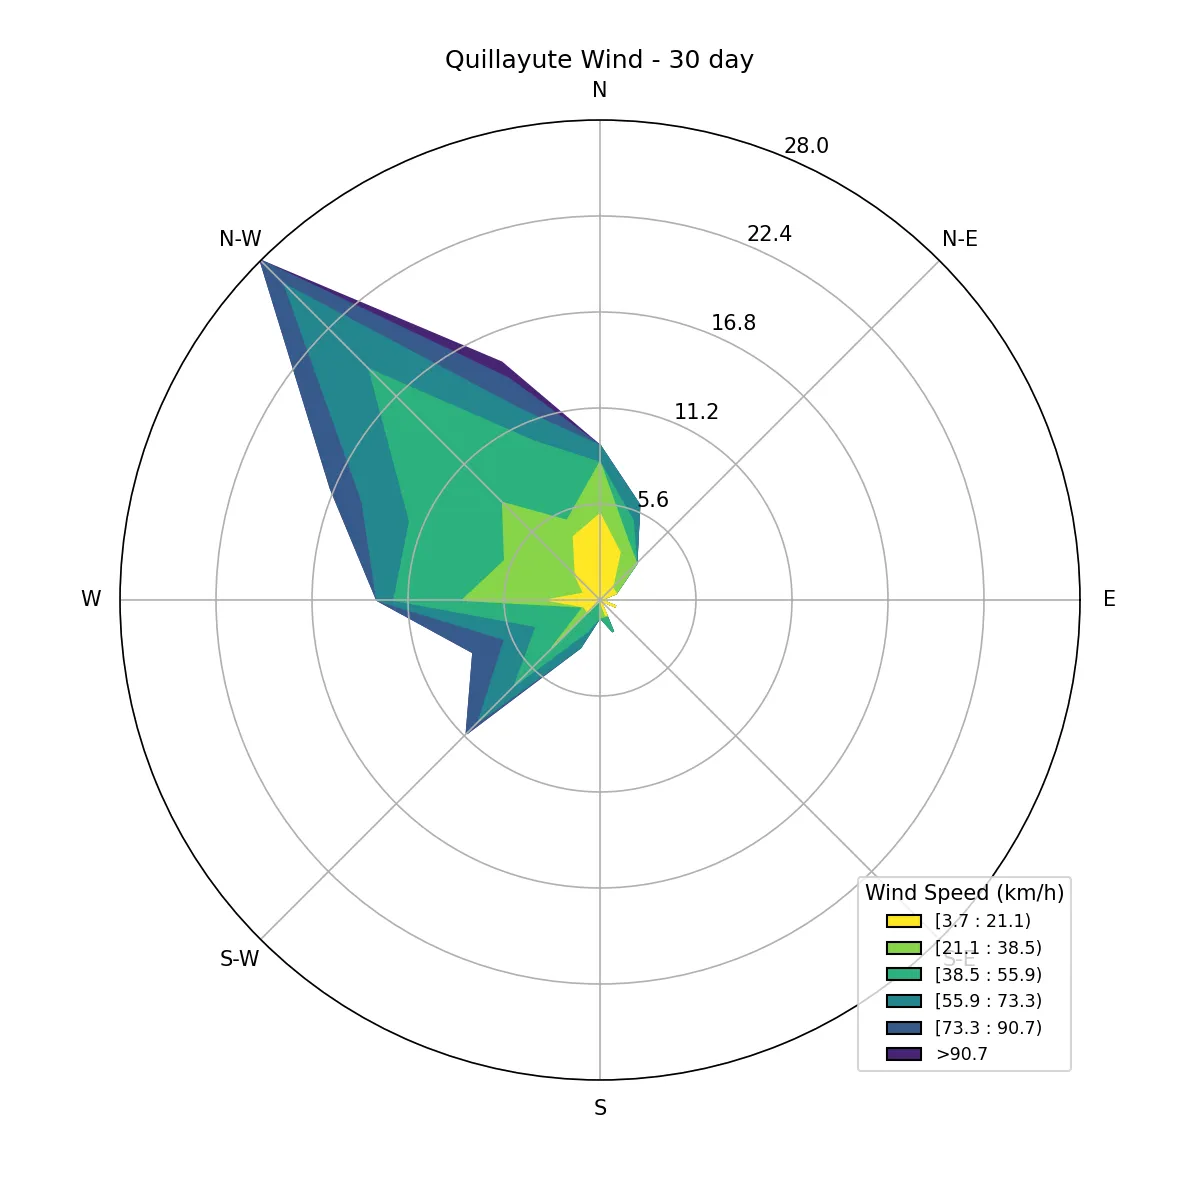 Quillayute Wind - 30 day
N
28.0
N-W
N-E
22.4
16.8
11.2
5.6
W
E
S-W
S-E
S
Wind Speed (km/h)
[3.7 : 21.1)
[21.1 : 38.5)
[38.5 : 55.9)
[55.9 : 73.3)
[73.3 : 90.7)
>90.7